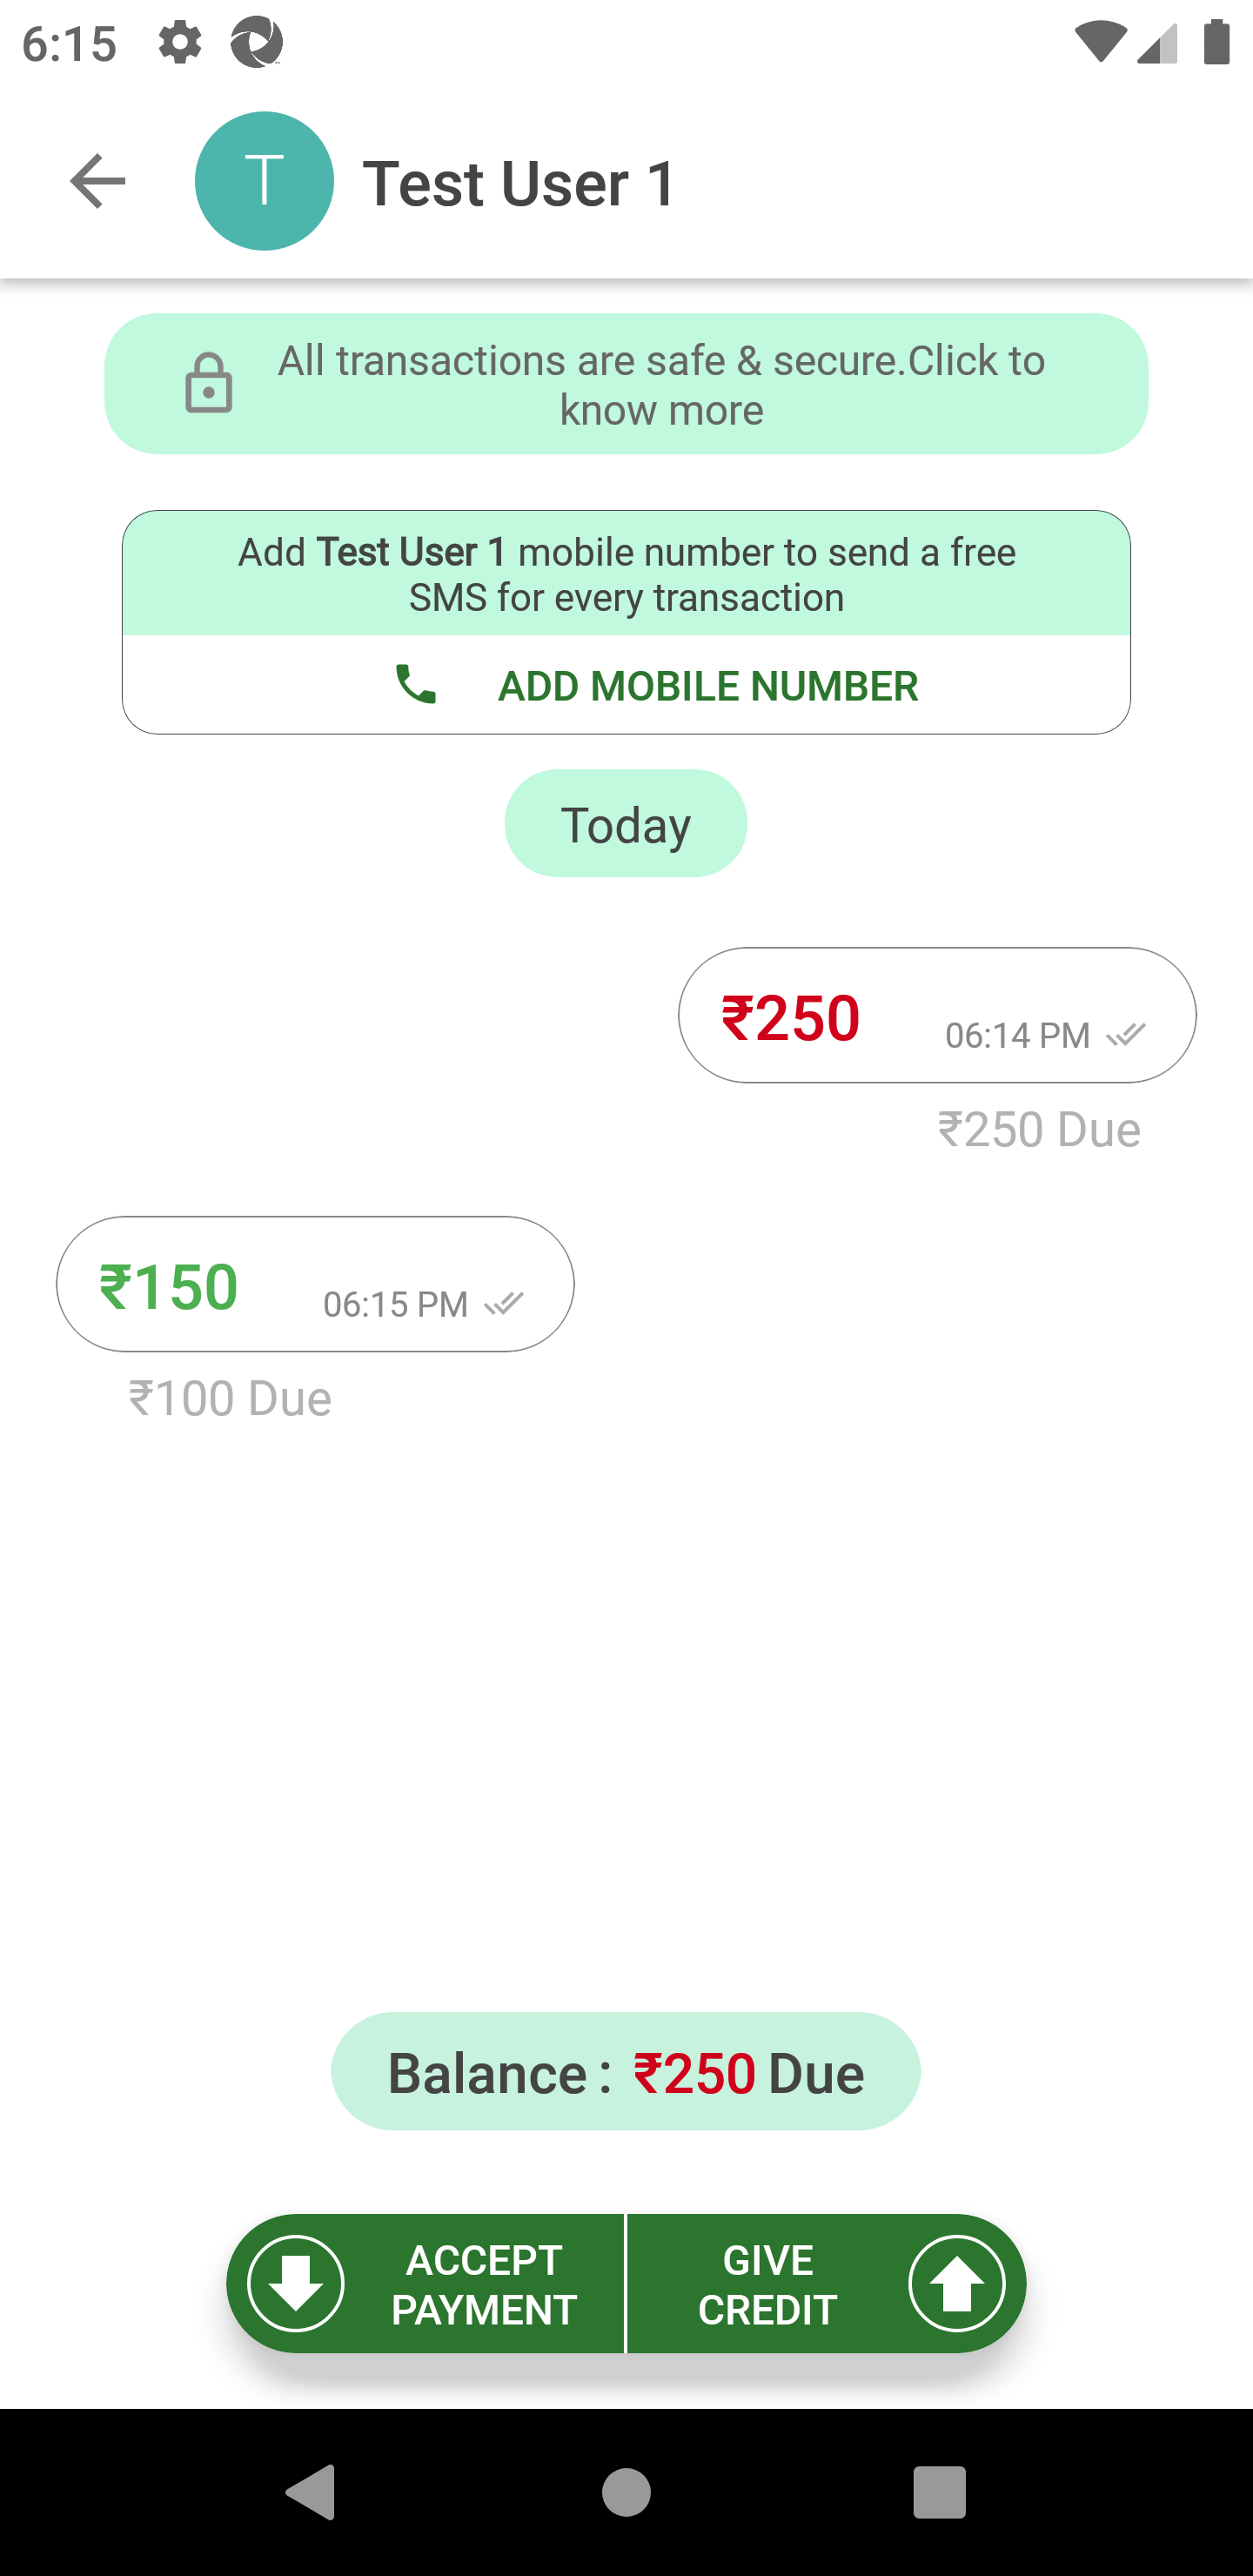 6:15
T
Test User 1
All transactions are safe & secure.Click to
know more
Add Test User 1 mobile number to send a free
SMS for every transaction
ADD MOBILE NUMBER
Today
₹250 06:14 PM
₹250 Due
₹150 06:15 PM
₹100 Due
Balance : ₹250 Due
ACCEPT
PAYMENT
GIVE
CREDIT